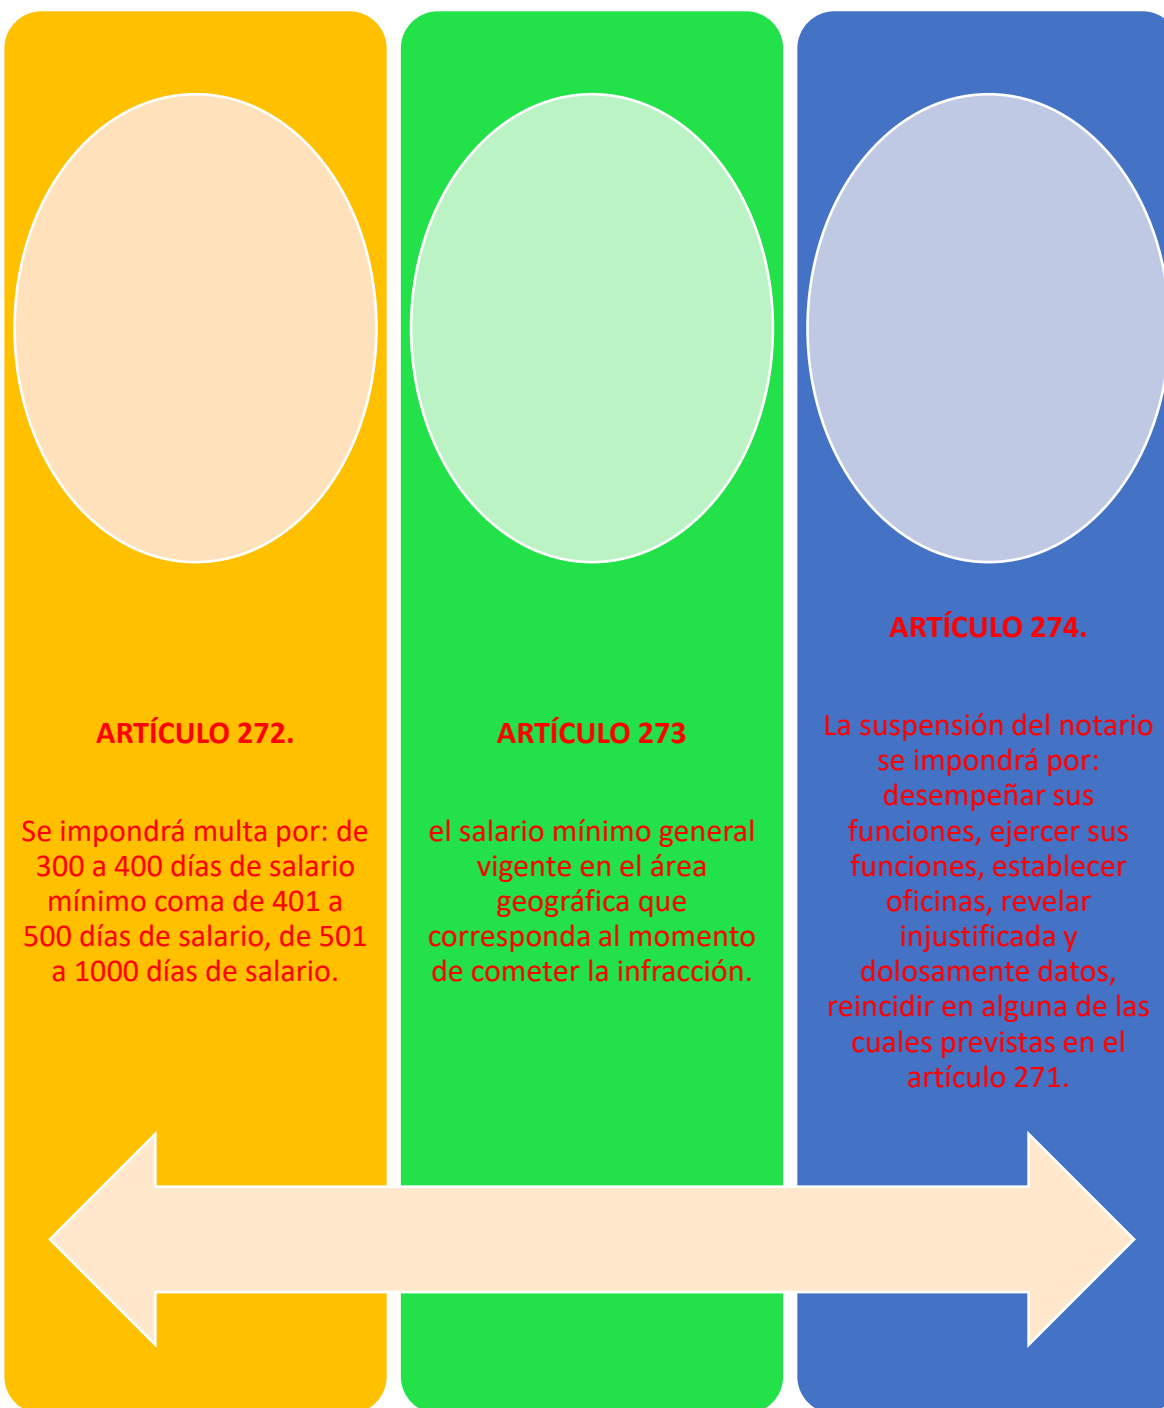 ARTÍCULO 272.
Se impondrá multa por: de
300 a 400 días de salario
mínimo coma de 401 a
500 días de salario, de 501
a 1000 días de salario.
ARTÍCULO 273
el salario mínimo general
vigente en el área
geográfica que
corresponda al momento
de cometer la infracción.
ARTÍCULO 274.
La suspensión del notario
se impondrá por:
desempeñar sus
funciones, ejercer sus
funciones, establecer
oficinas, revelar
injustificada y
dolosamente datos,
reincidir en alguna de las
cuales previstas en el
artículo 271.